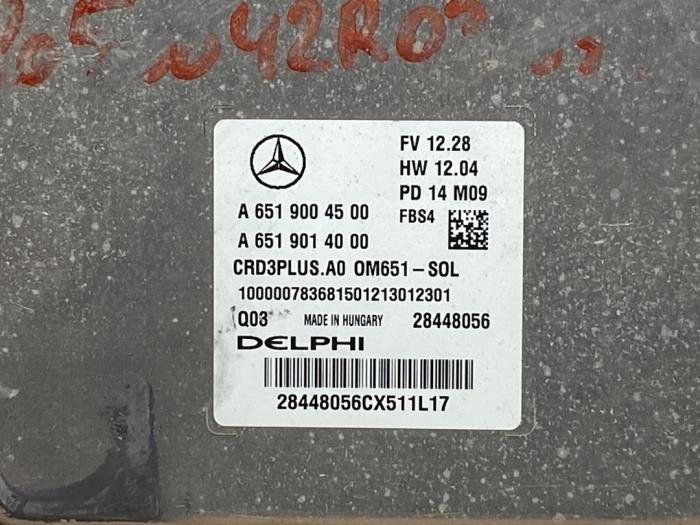 FV 12.28
HW 12.04
PD 14 M09
A 651 900 45 00 FBS4
A 651 901 40 00
CRD3PLUS.A0 OM651-SOL
100000783681501213012301
Q03 MADE IN HUNGARY 28448056
DELPHI
28448056CX511L17